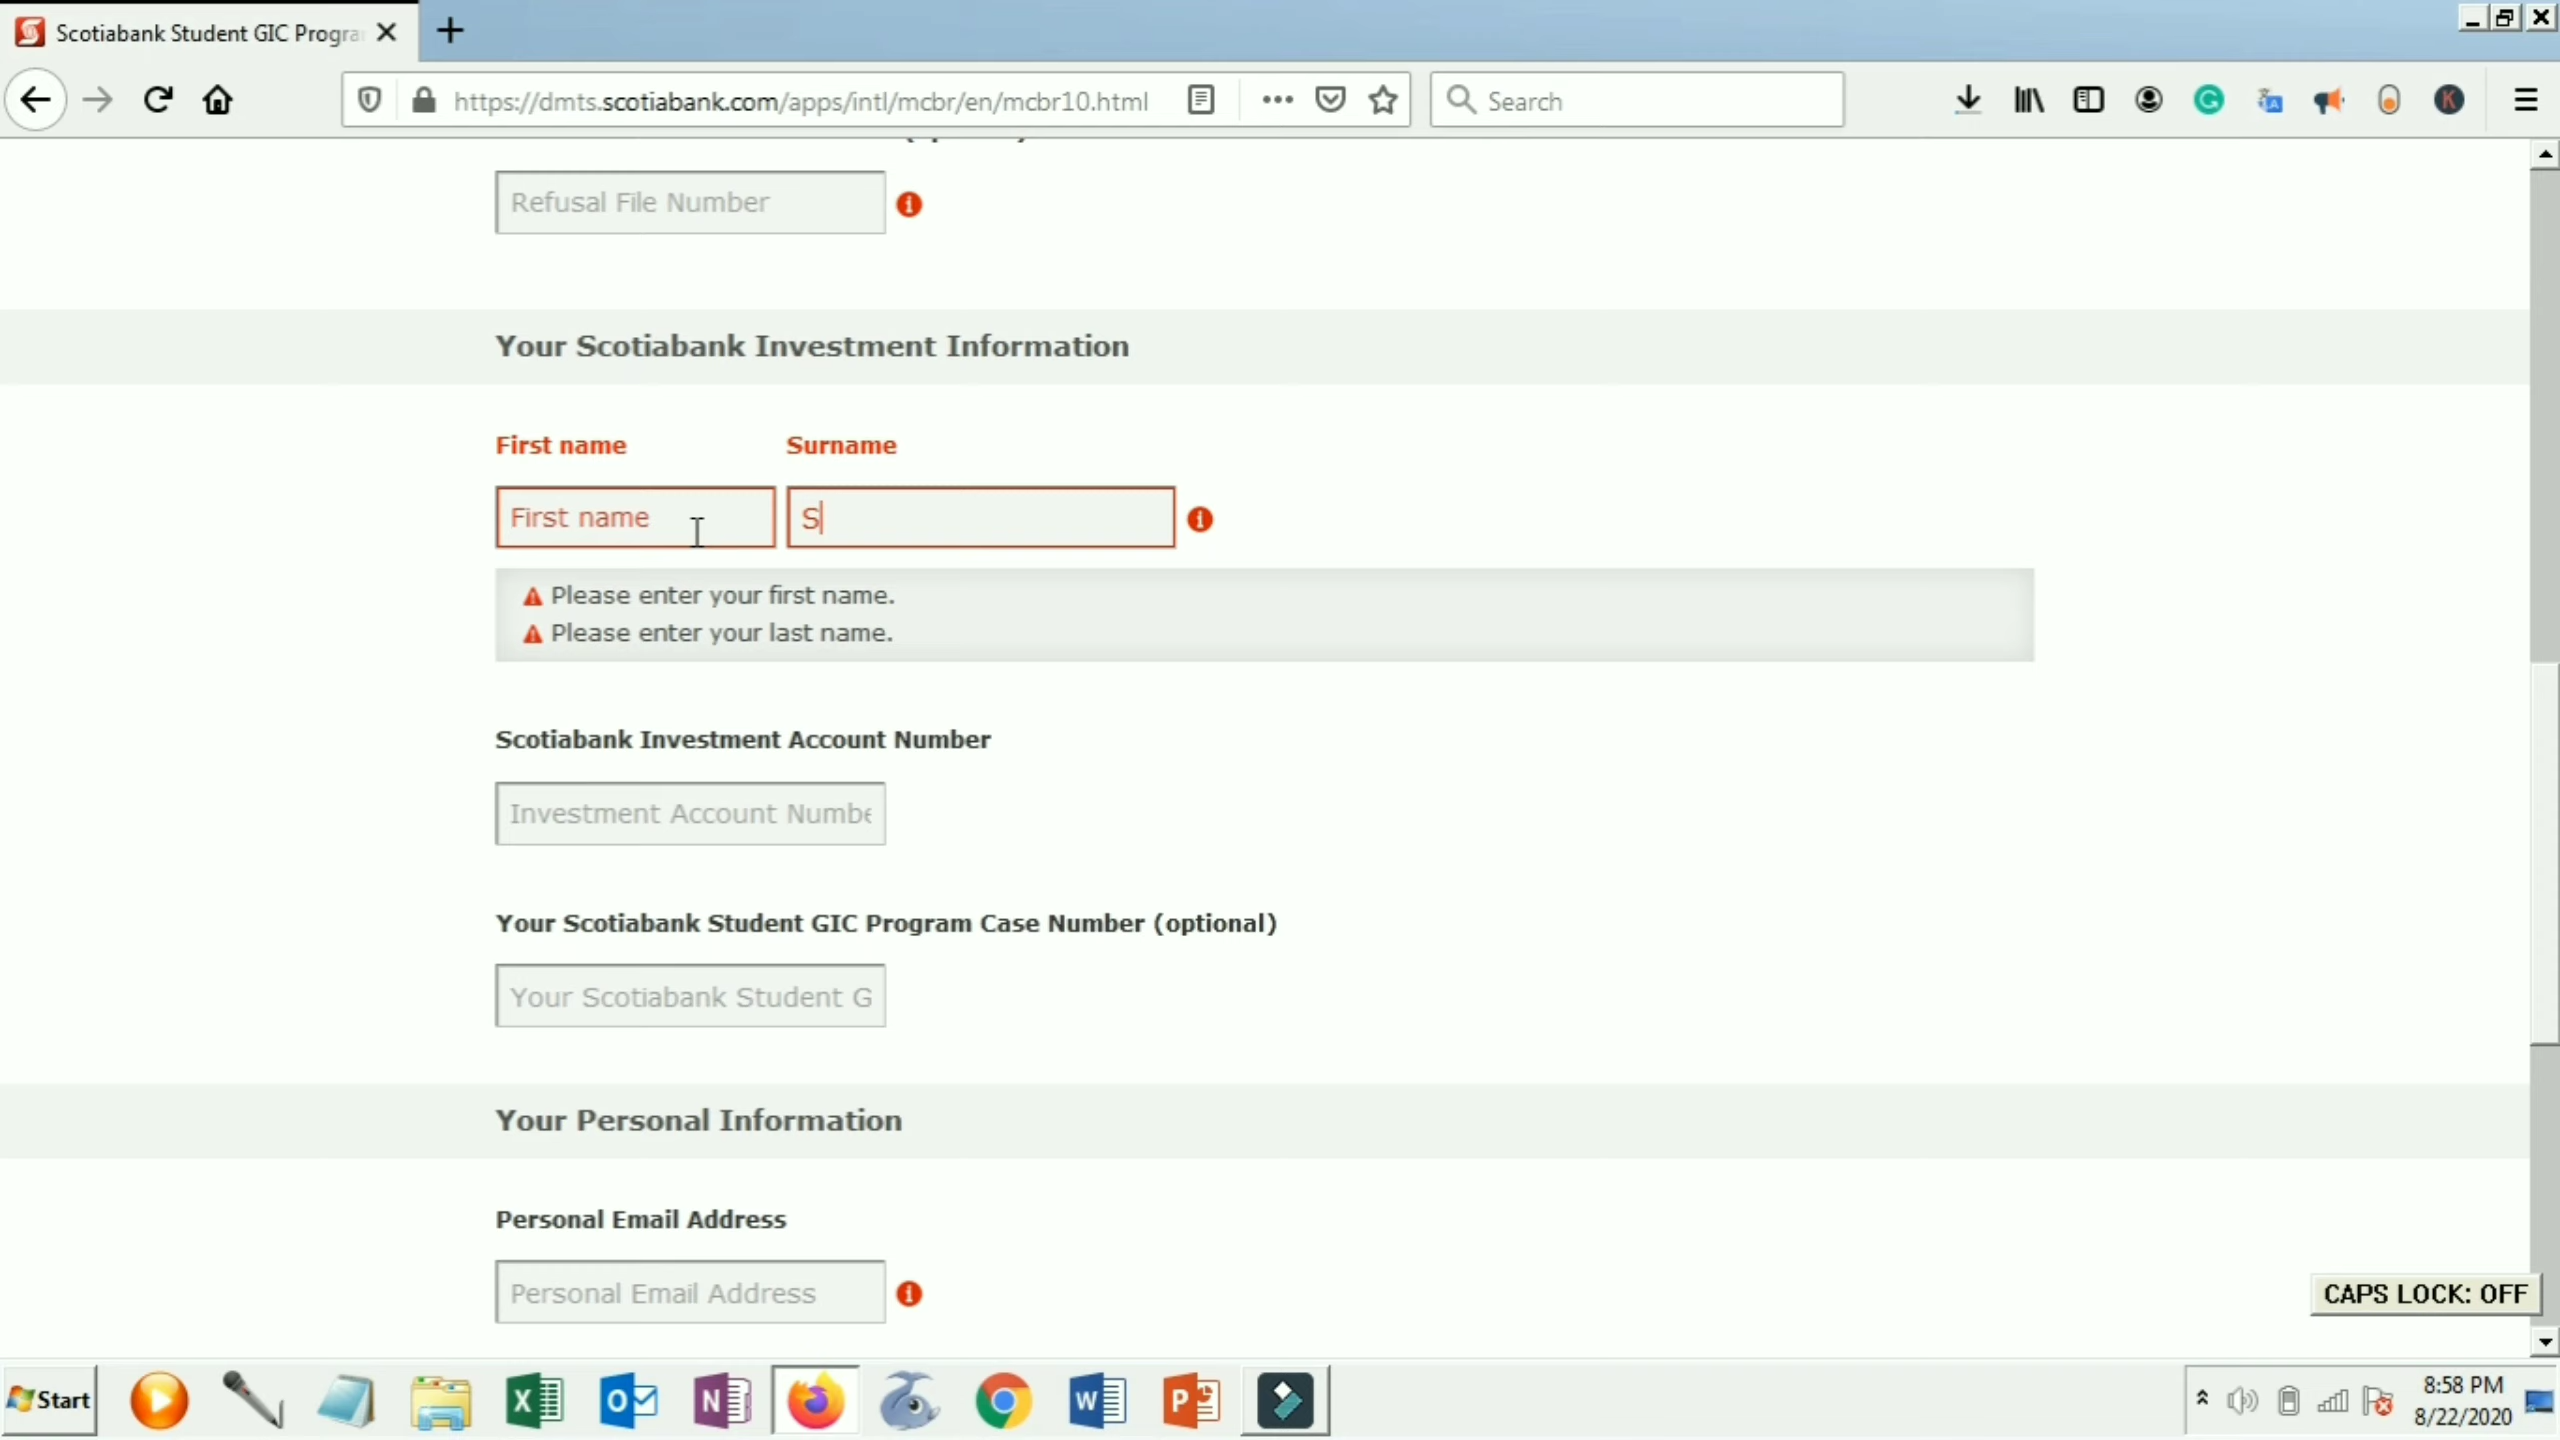 Scotiabank Student GIC Progra
https://dmts.scotiabank.com/apps/intl/mcbr/en/mcbr10.html
Search
Refusal File Number
Your Scotiabank Investment Information
First name Surname
First name S
Please enter your first name.
Please enter your last name.
Scotiabank Investment Account Number
Investment Account Numbe
Your Scotiabank Student GIC Program Case Number (optional)
Your Scotiabank Student G
Your Personal Information
Personal Email Address
Personal Email Address
CAPS LOCK: OFF
Start
8:58 PM
8/22/2020